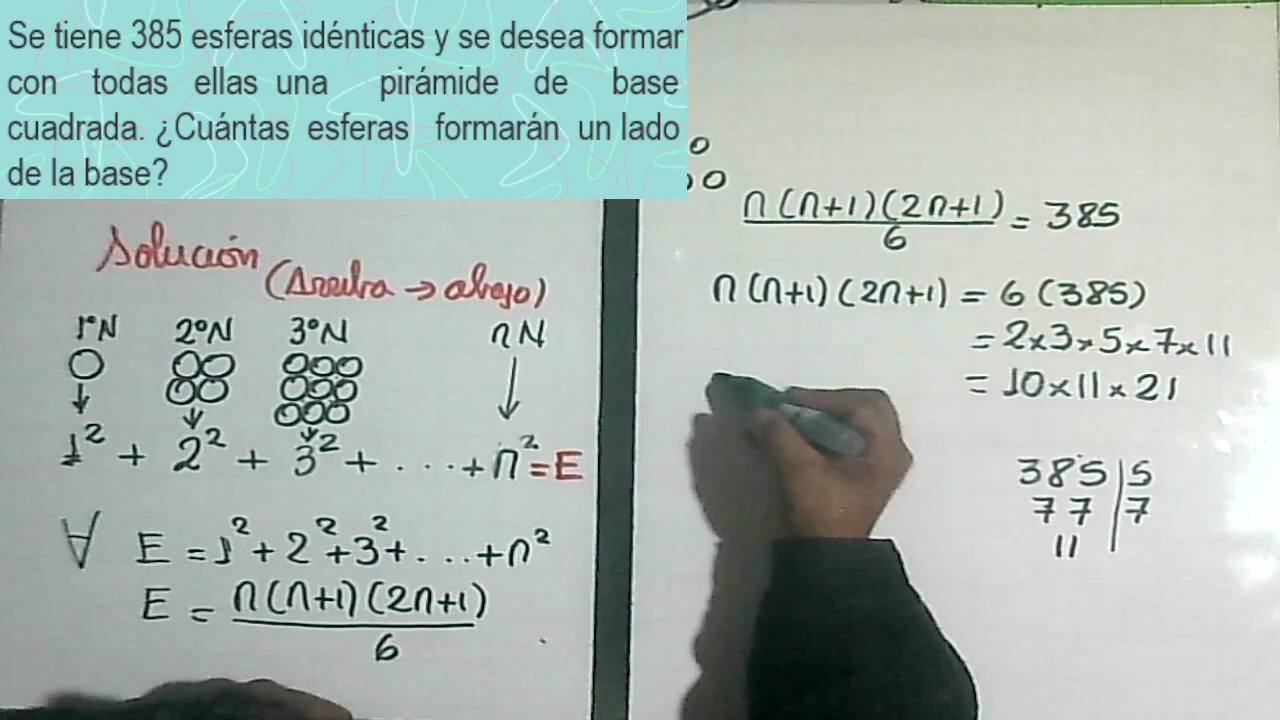 Se tiene 385 esferas idénticas y se desea formar
con todas ellas una pirámide de base
cuadrada. ¿Cuántas esferas formarán un lado
de la base?
Solución
(Arriba → abajo)
1°N 2°N 3°N nN
1² + 2² + 3² + . . . + n² = E
∀ E = 1² + 2² + 3² + . . . + n²
E = n(n+1)(2n+1)
6
n(n+1)(2n+1) = 385
6
n(n+1)(2n+1) = 6(385)
= 2×3×5×7×11
= 10×11×21
385 | 5
77 | 7
11